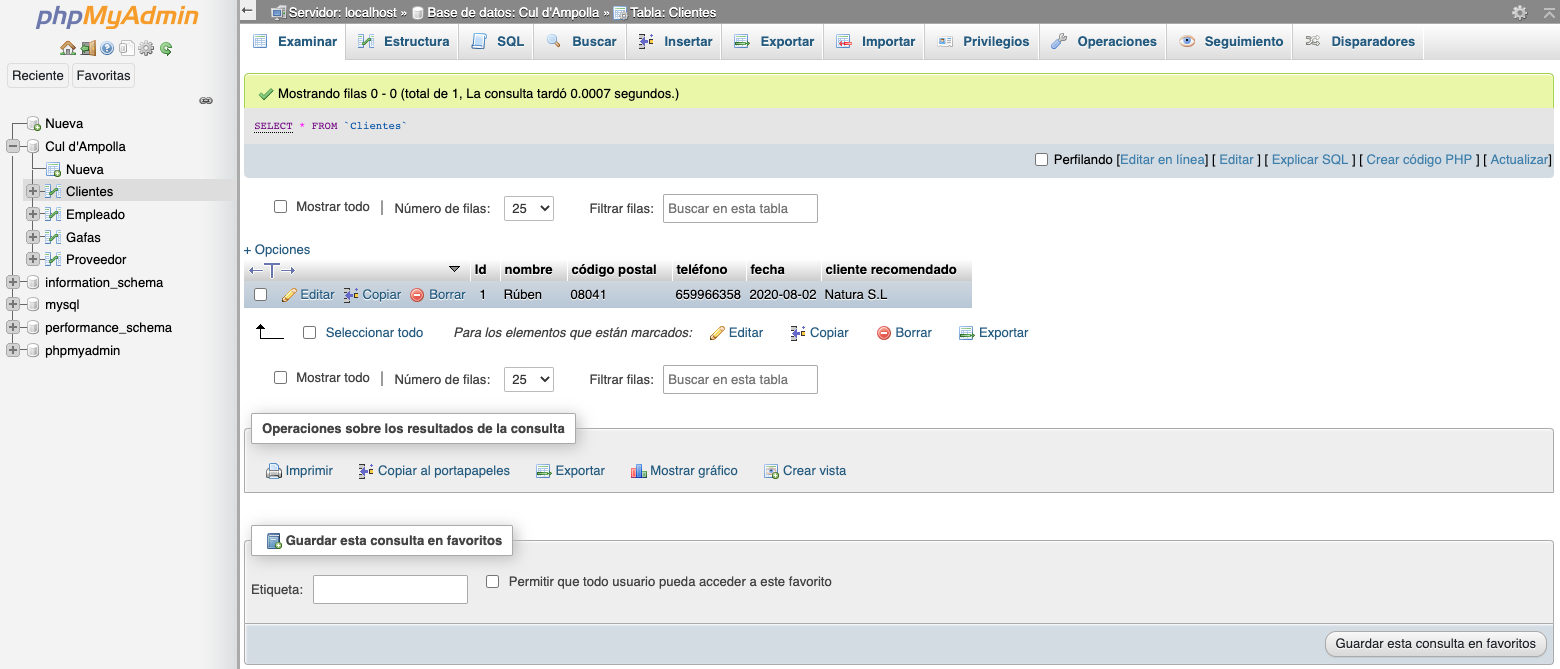 phpMyAdmin
Reciente Favoritas
Nueva
Cul d'Ampolla
Nueva
Clientes
Empleado
Gafas
Proveedor
information_schema
mysql
performance_schema
phpmyadmin
Servidor: localhost » Base de datos: Cul d'Ampolla » Tabla: Clientes
Examinar Estructura SQL Buscar Insertar Exportar Importar Privilegios Operaciones Seguimiento Disparadores
Mostrando filas 0 - 0 (total de 1, La consulta tardó 0.0007 segundos.)
SELECT * FROM `Clientes`
Perfilando [Editar en línea] [ Editar ] [ Explicar SQL ] [ Crear código PHP ] [ Actualizar]
Mostrar todo | Número de filas: 25 Filtrar filas: Buscar en esta tabla
+ Opciones
Id nombre código postal teléfono fecha cliente recomendado
Editar Copiar Borrar 1 Rúben 08041 659966358 2020-08-02 Natura S.L
Seleccionar todo Para los elementos que están marcados: Editar Copiar Borrar Exportar
Mostrar todo | Número de filas: 25 Filtrar filas: Buscar en esta tabla
Operaciones sobre los resultados de la consulta
Imprimir Copiar al portapapeles Exportar Mostrar gráfico Crear vista
Guardar esta consulta en favoritos
Etiqueta: Permitir que todo usuario pueda acceder a este favorito
Guardar esta consulta en favoritos